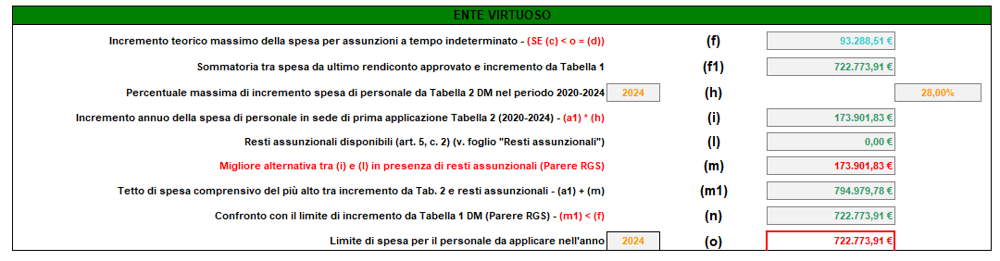 ENTE VIRTUOSO
Incremento teorico massimo della spesa per assunzioni a tempo indeterminato - (SE (c) < o = (d)) (f) 93.288,51 €
Sommatoria tra spesa da ultimo rendiconto approvato e incremento da Tabella 1 (f1) 722.773,91 €
Percentuale massima di incremento spesa di personale da Tabella 2 DM nel periodo 2020-2024 2024 (h) 28,00%
Incremento annuo della spesa di personale in sede di prima applicazione Tabella 2 (2020-2024) - (a1) * (h) (i) 173.901,83 €
Resti assunzionali disponibili (art. 5, c. 2) (v. foglio "Resti assunzionali") (l) 0,00 €
Migliore alternativa tra (i) e (l) in presenza di resti assunzionali (Parere RGS) (m) 173.901,83 €
Tetto di spesa comprensivo del più alto tra incremento da Tab. 2 e resti assunzionali - (a1) + (m) (m1) 794.979,78 €
Confronto con il limite di incremento da Tabella 1 DM (Parere RGS) - (m1) < (f) (n) 722.773,91 €
Limite di spesa per il personale da applicare nell'anno 2024 (o) 722.773,91 €